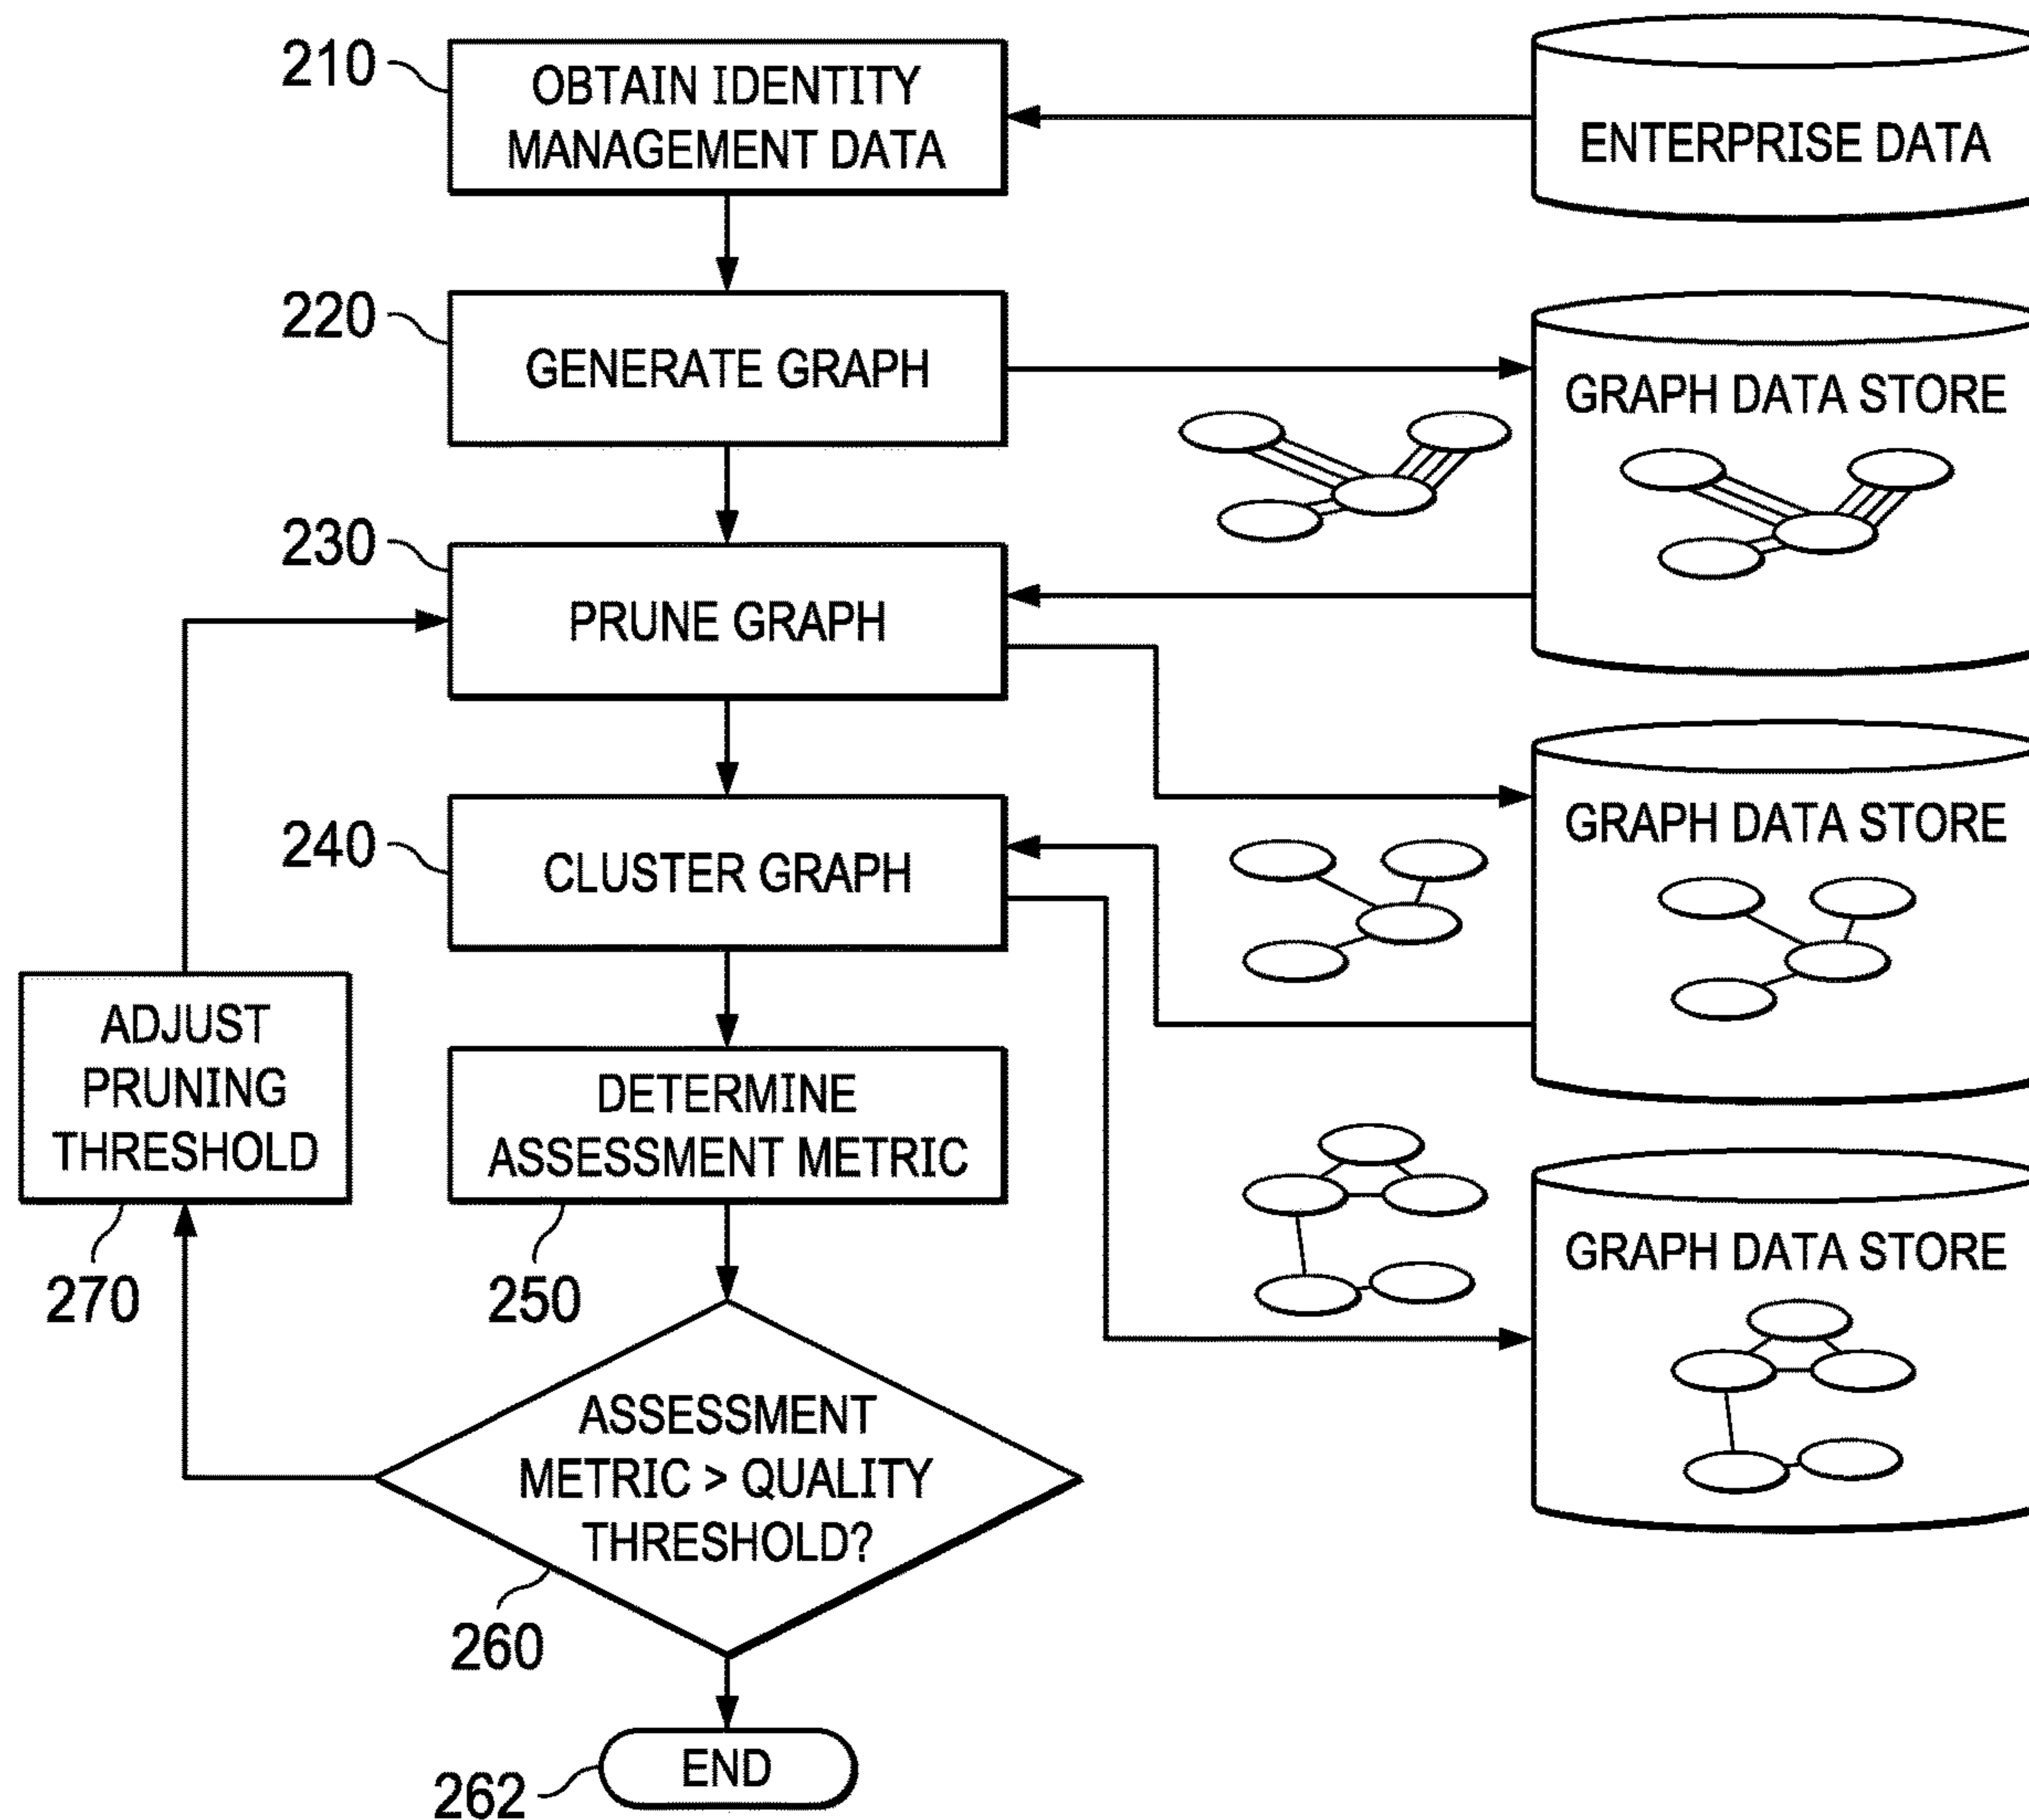 210
OBTAIN IDENTITY
MANAGEMENT DATA
ENTERPRISE DATA
220
GENERATE GRAPH
GRAPH DATA STORE
230
PRUNE GRAPH
240
CLUSTER GRAPH
GRAPH DATA STORE
ADJUST
PRUNING
THRESHOLD
270
DETERMINE
ASSESSMENT METRIC
250
GRAPH DATA STORE
ASSESSMENT
METRIC > QUALITY
THRESHOLD?
260
END
262